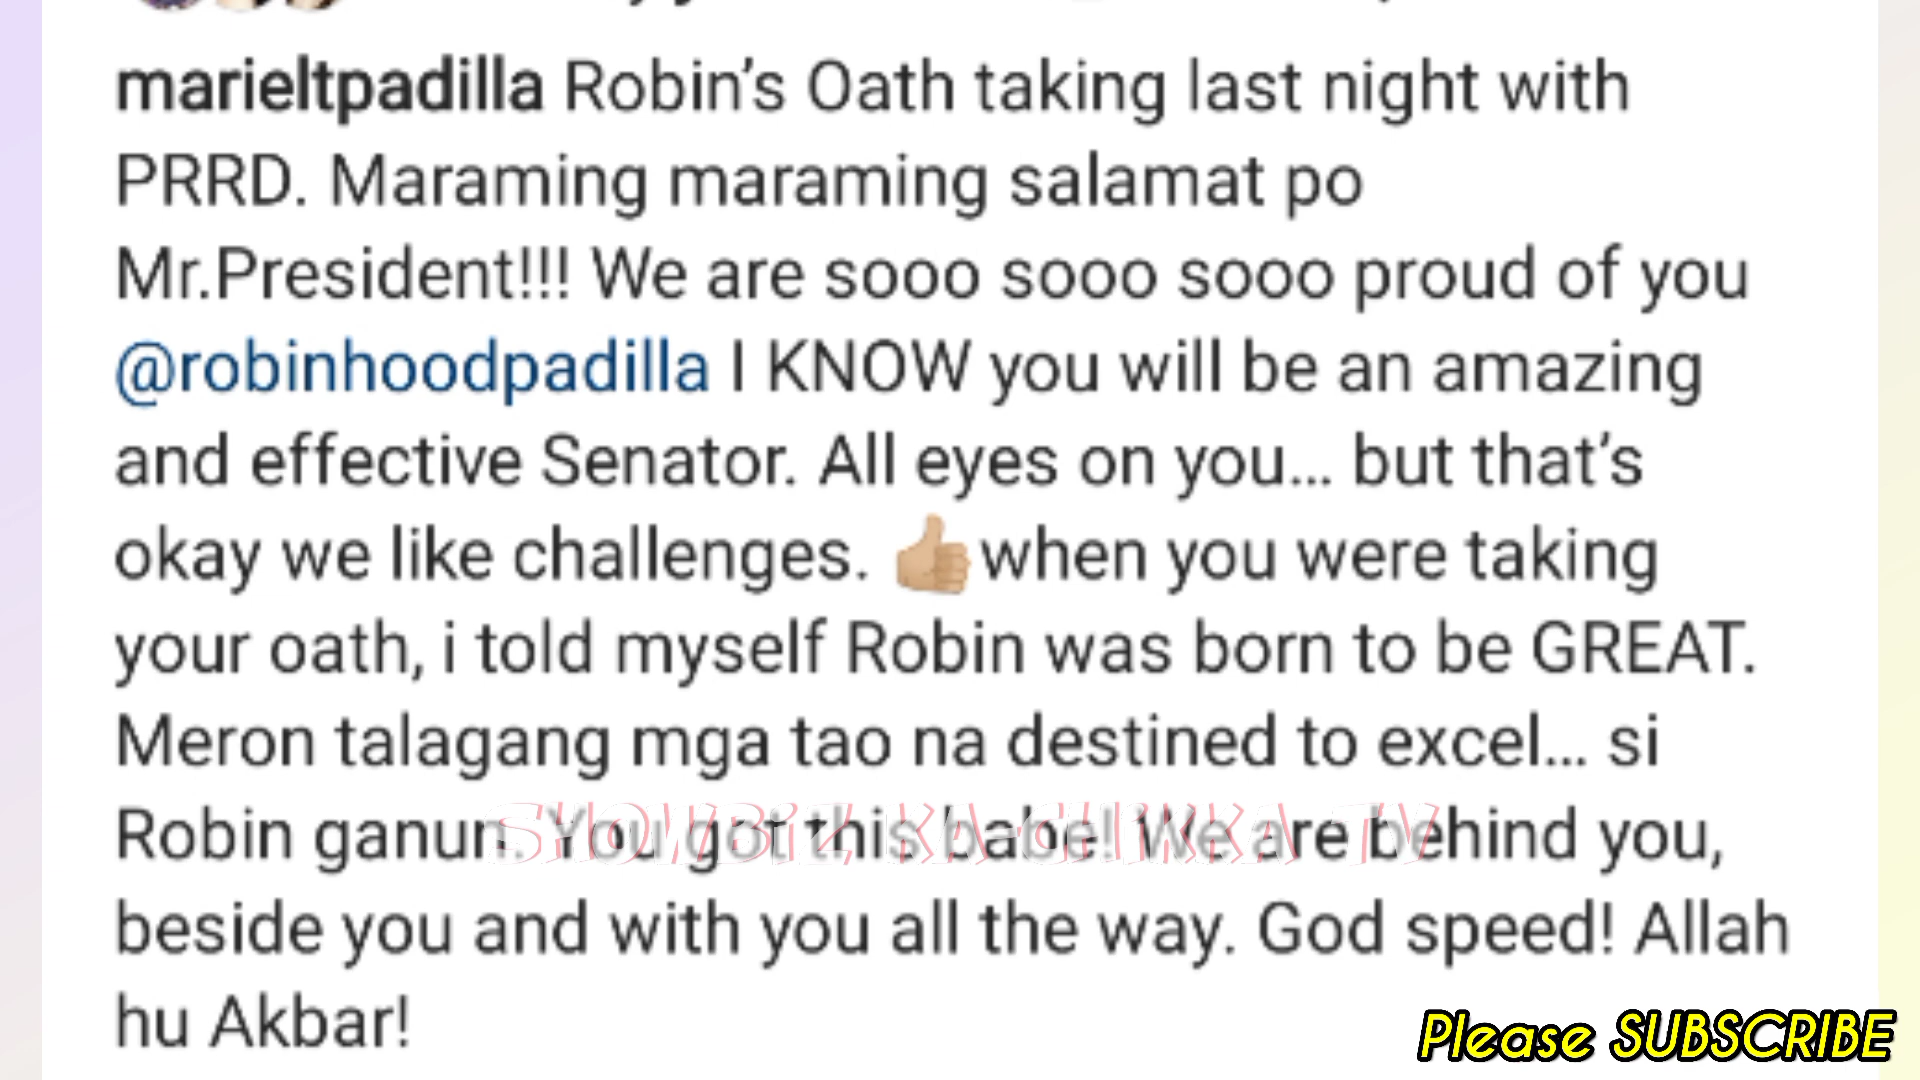 marieltpadilla Robin's Oath taking last night with
PRRD. Maraming maraming salamat po
Mr.President!!! We are sooo sooo sooo proud of you
@robinhoodpadilla I KNOW you will be an amazing
and effective Senator. All eyes on you... but that's
okay we like challenges. 👍🏼when you were taking
your oath, i told myself Robin was born to be GREAT.
Meron talagang mga tao na destined to excel... si
Robin ganun. You got this babe! We are behind you,
SHOWBiZ KA-CHIKKA TV
beside you and with you all the way. God speed! Allah
hu Akbar!
Please SUBSCRIBE